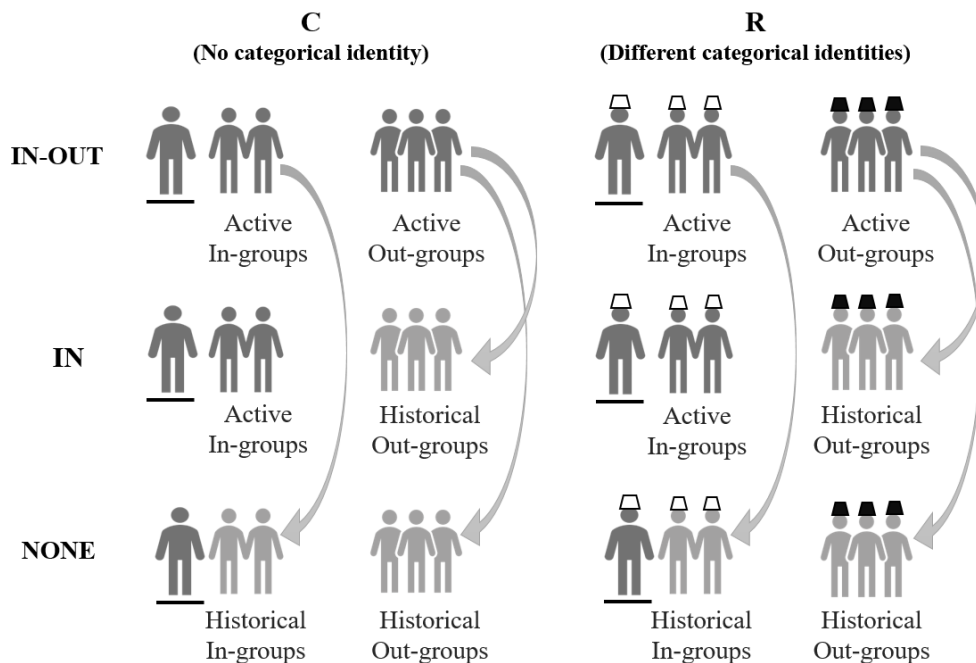 C
(No categorical identity)
R
(Different categorical identities)
IN-OUT
Active
In-groups
Active
Out-groups
Active
In-groups
Active
Out-groups
IN
Active
In-groups
Historical
Out-groups
Active
In-groups
Historical
Out-groups
NONE
Historical
In-groups
Historical
Out-groups
Historical
In-groups
Historical
Out-groups